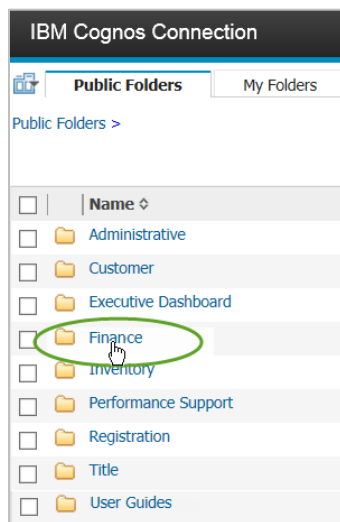 IBM Cognos Connection
Public Folders My Folders
Public Folders >
Name
Administrative
Customer
Executive Dashboard
Finance
Inventory
Performance Support
Registration
Title
User Guides